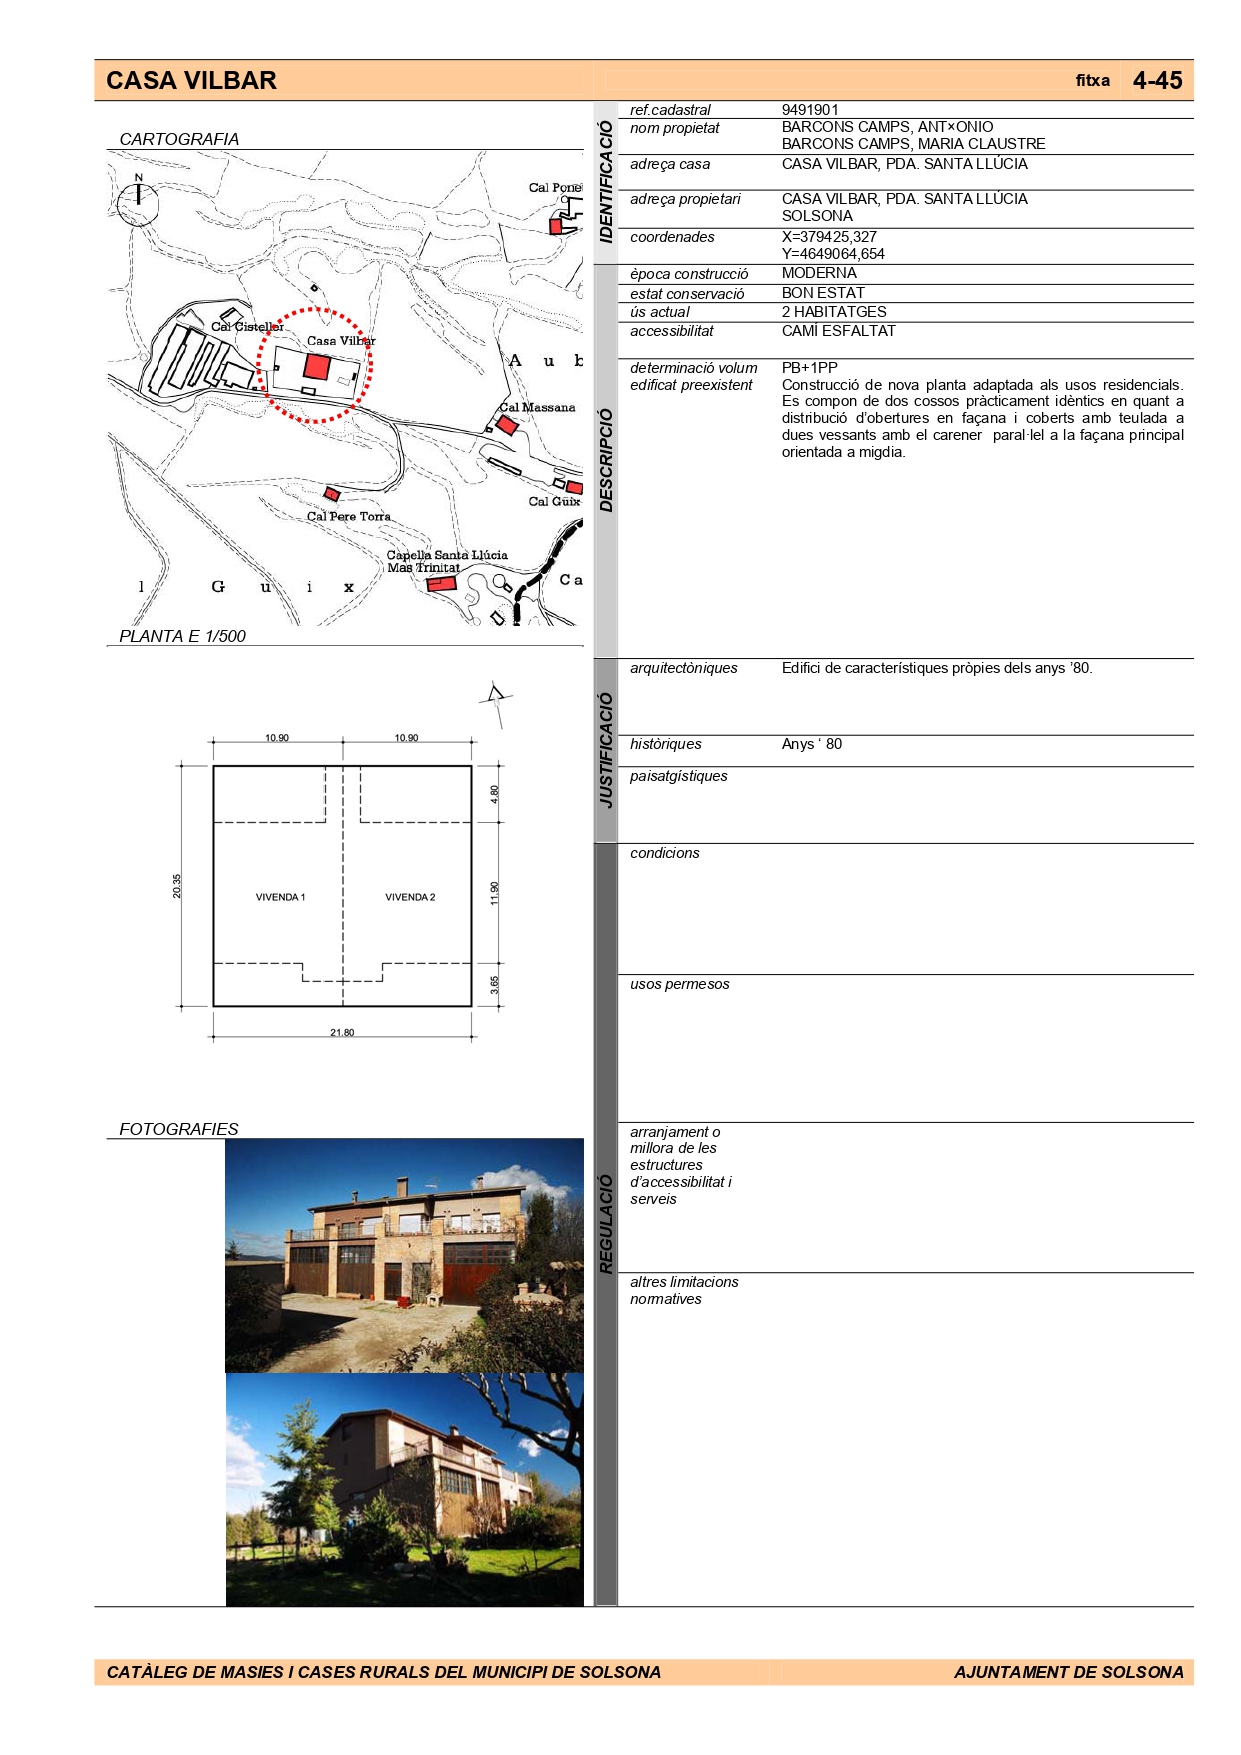 CASA VILBAR
fitxa 4-45
CARTOGRAFIA
N
Cal Pone
Cal Cisteller
Casa Vilbar
A u b
Cal Massana
Cal Güix
Cal Pere Torra
Capella Santa Llúcia
Mas Trinitat
l G u i x
C a
PLANTA E 1/500
10.90 10.90
4.80
20.35
11.90
VIVENDA 1 VIVENDA 2
3.65
21.80
FOTOGRAFIES
IDENTIFICACIÓ
ref.cadastral 9491901
nom propietat BARCONS CAMPS, ANT×ONIO
BARCONS CAMPS, MARIA CLAUSTRE
adreça casa CASA VILBAR, PDA. SANTA LLÚCIA
adreça propietari CASA VILBAR, PDA. SANTA LLÚCIA
SOLSONA
coordenades X=379425,327
Y=4649064,654
DESCRIPCIÓ
època construcció MODERNA
estat conservació BON ESTAT
ús actual 2 HABITATGES
accessibilitat CAMÍ ESFALTAT
determinació volum PB+1PP
edificat preexistent Construcció de nova planta adaptada als usos residencials.
Es compon de dos cossos pràcticament idèntics en quant a
distribució d’obertures en façana i coberts amb teulada a
dues vessants amb el carener paral·lel a la façana principal
orientada a migdia.
JUSTIFICACIÓ
arquitectòniques Edifici de característiques pròpies dels anys ’80.
històriques Anys ‘ 80
paisatgístiques
REGULACIÓ
condicions
usos permesos
arranjament o
millora de les
estructures
d’accessibilitat i
serveis
altres limitacions
normatives
CATÀLEG DE MASIES I CASES RURALS DEL MUNICIPI DE SOLSONA
AJUNTAMENT DE SOLSONA